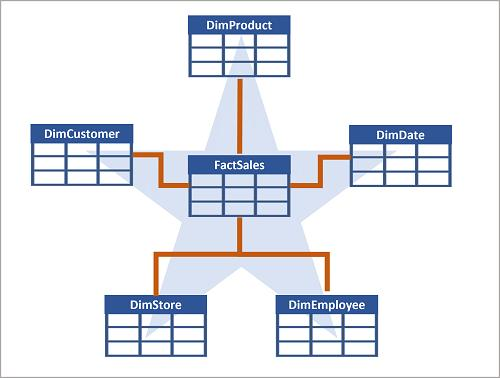 DimProduct
DimCustomer
DimDate
FactSales
DimStore
DimEmployee